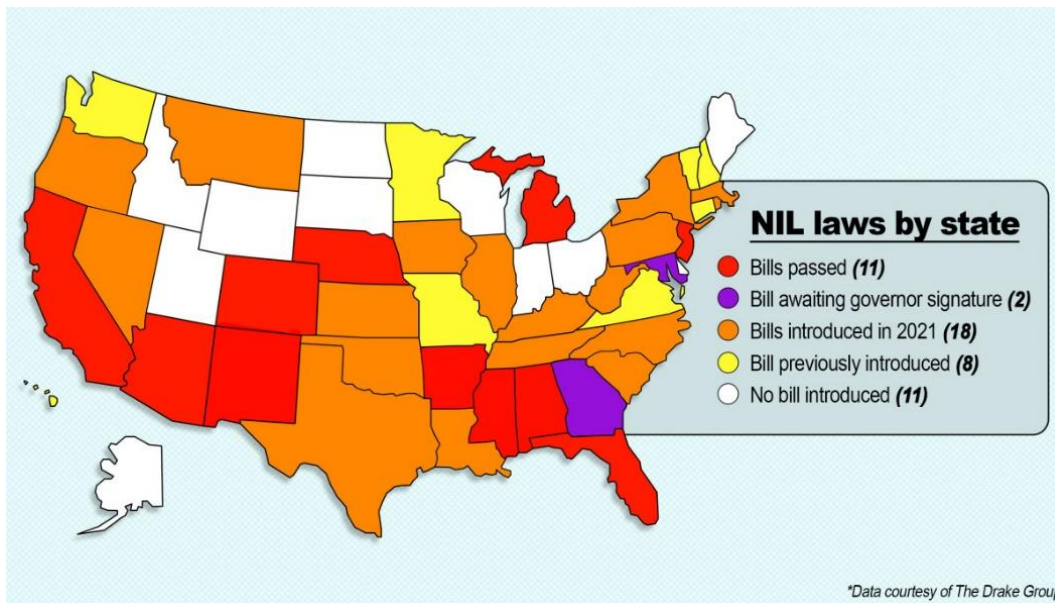 NIL laws by state
Bills passed (11)
Bill awaiting governor signature (2)
Bills introduced in 2021 (18)
Bill previously introduced (8)
No bill introduced (11)
*Data courtesy of The Drake Group